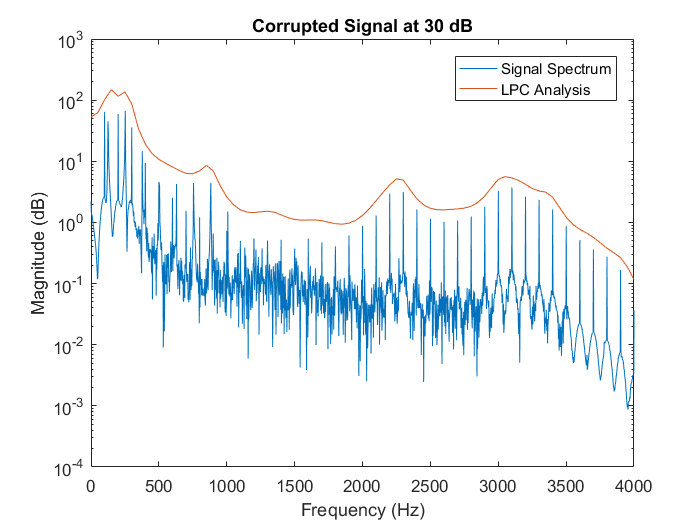 Corrupted Signal at 30 dB
Signal Spectrum
LPC Analysis
Magnitude (dB)
10^3
10^2
10^1
10^0
10^-1
10^-2
10^-3
10^-4
0 500 1000 1500 2000 2500 3000 3500 4000
Frequency (Hz)